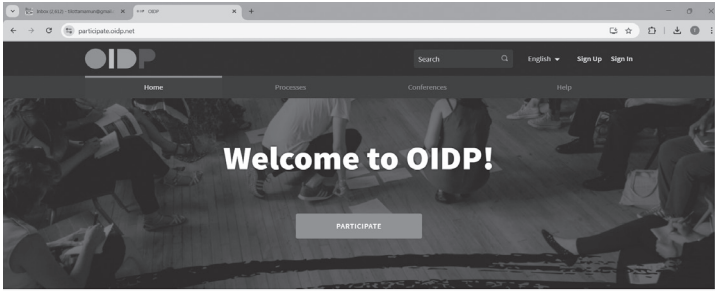 OIDP
participate.oidp.net
OIDP
Search
English
Sign Up
Sign In
Home
Processes
Conferences
Help
Welcome to OIDP!
PARTICIPATE